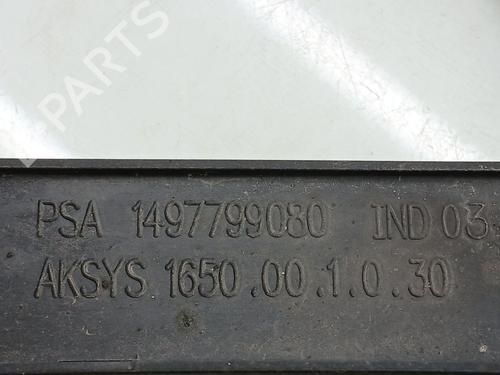 B PARTS
PSA 1497799080 IND 03
AKSYS 1650.00.1.0.30